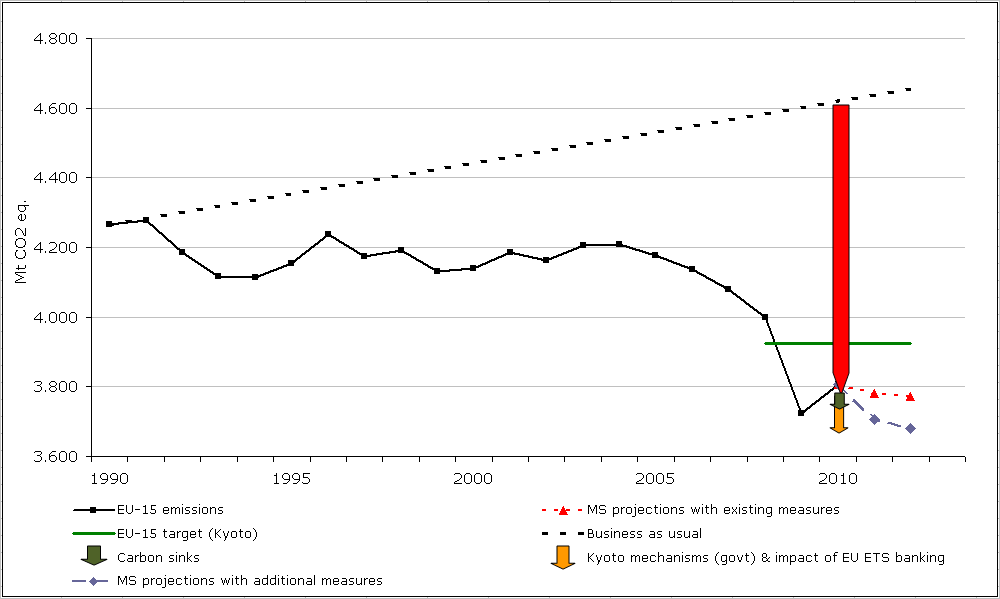 4.800
4.600
4.400
4.200
4.000
3.800
3.600
Mt CO2 eq.
1990 1995 2000 2005 2010
EU-15 emissions MS projections with existing measures
EU-15 target (Kyoto) Business as usual
Carbon sinks Kyoto mechanisms (govt) & impact of EU ETS banking
MS projections with additional measures